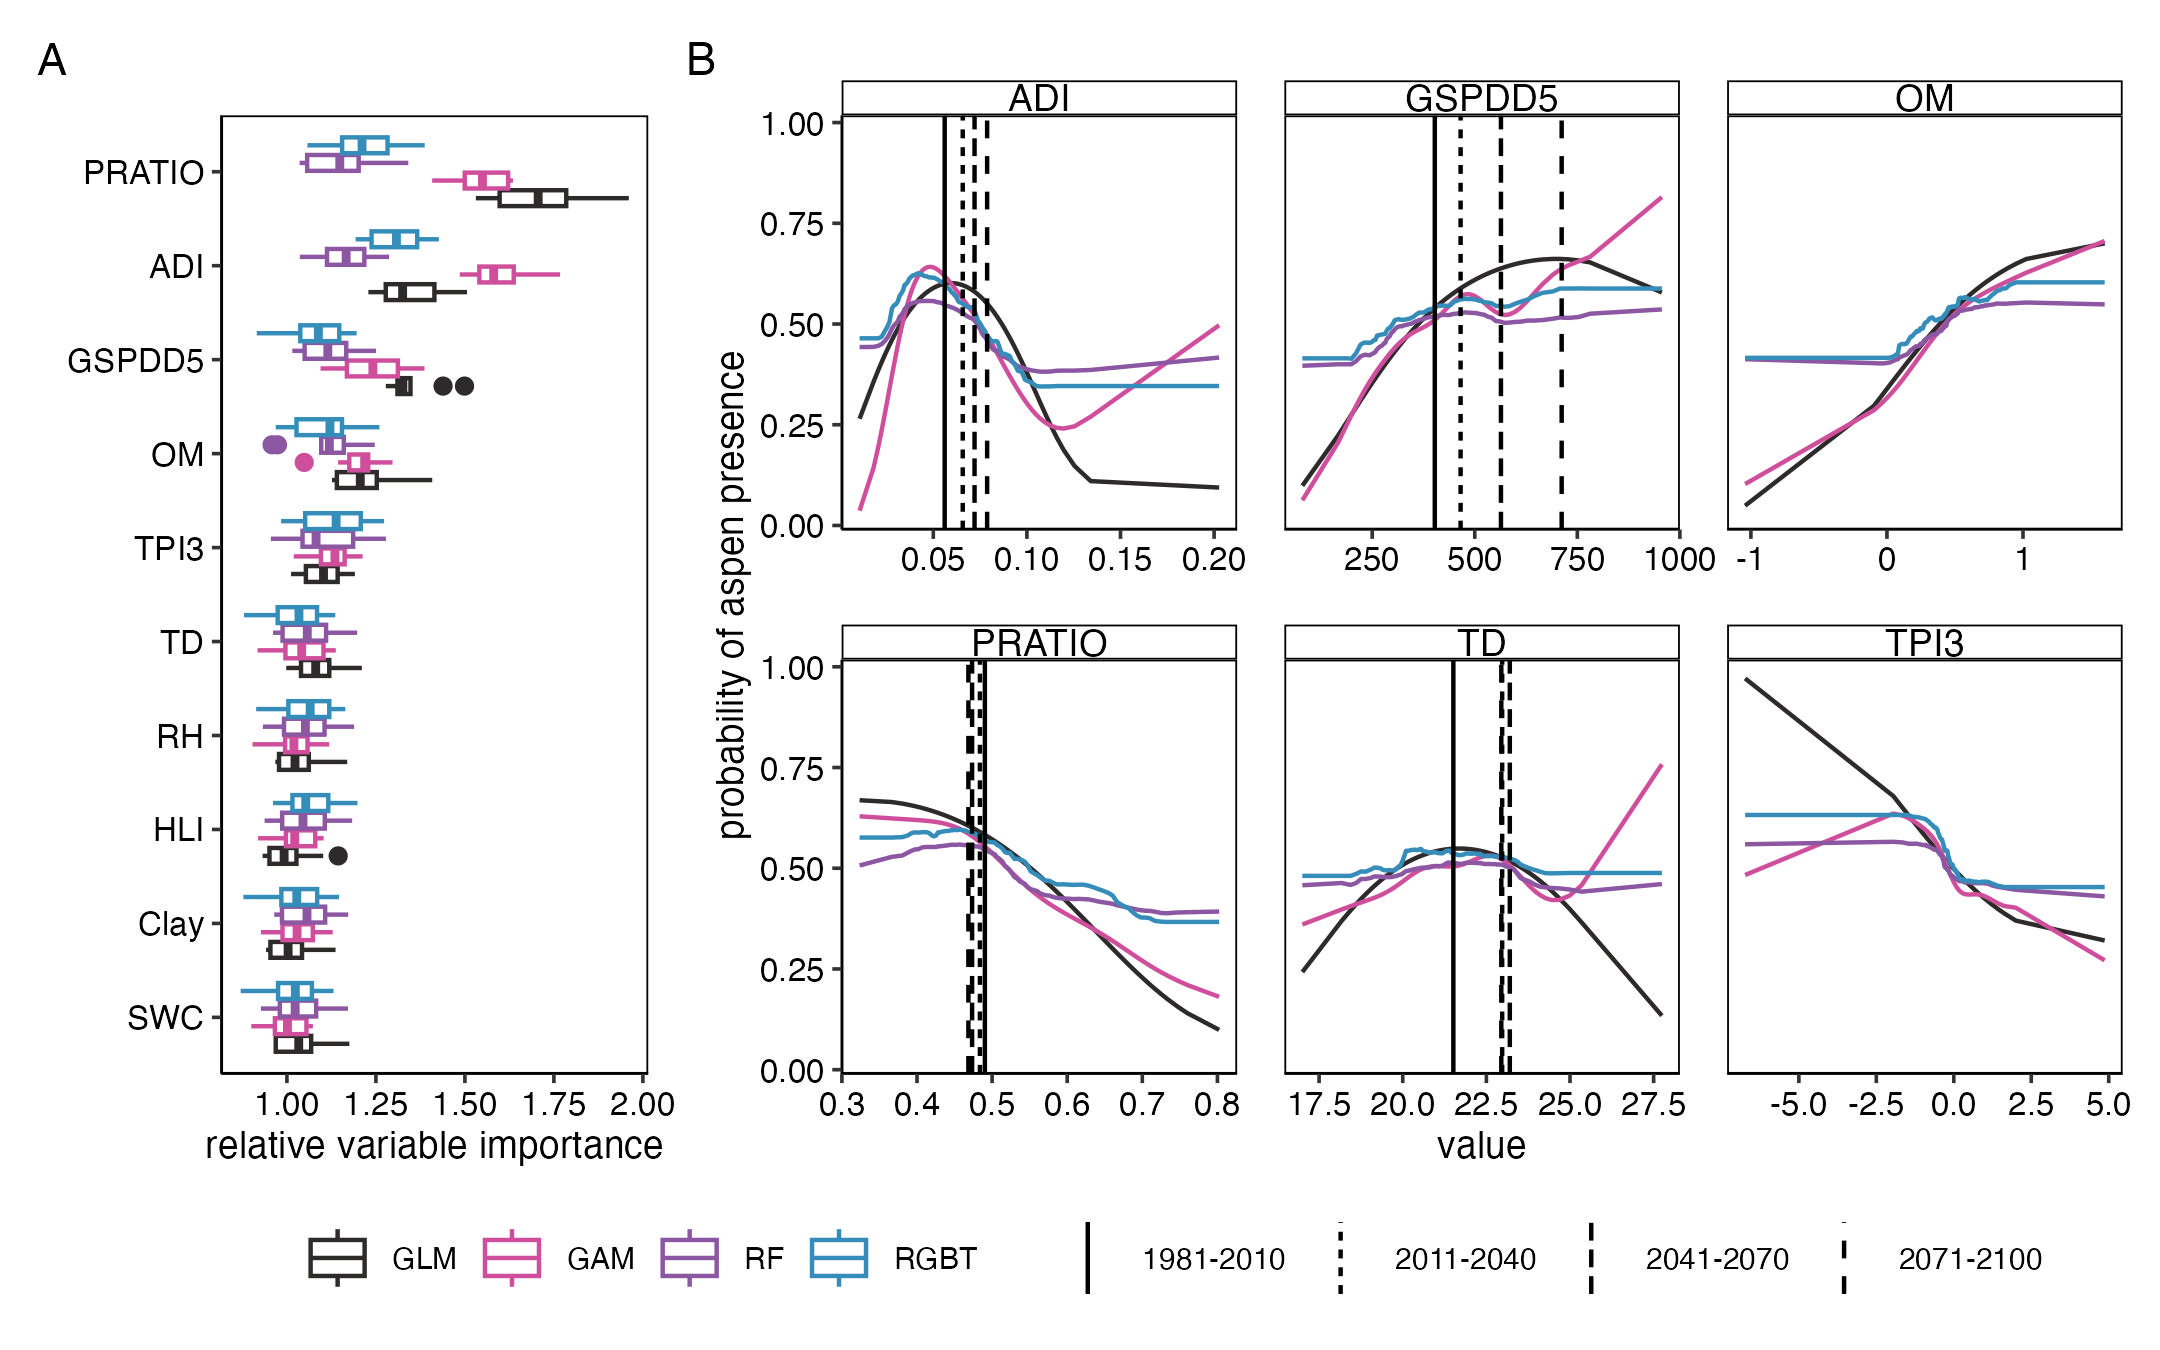 A
PRATIO
ADI
GSPDD5
OM
TPI3
TD
RH
HLI
Clay
SWC
1.00 1.25 1.50 1.75 2.00
relative variable importance
B
probability of aspen presence
ADI GSPDD5 OM
1.00
0.75
0.50
0.25
0.00
0.05 0.10 0.15 0.20 250 500 750 1000 -1 0 1
PRATIO TD TPI3
1.00
0.75
0.50
0.25
0.00
0.3 0.4 0.5 0.6 0.7 0.8 17.5 20.0 22.5 25.0 27.5 -5.0 -2.5 0.0 2.5 5.0
value
GLM GAM RF RGBT 1981-2010 2011-2040 2041-2070 2071-2100